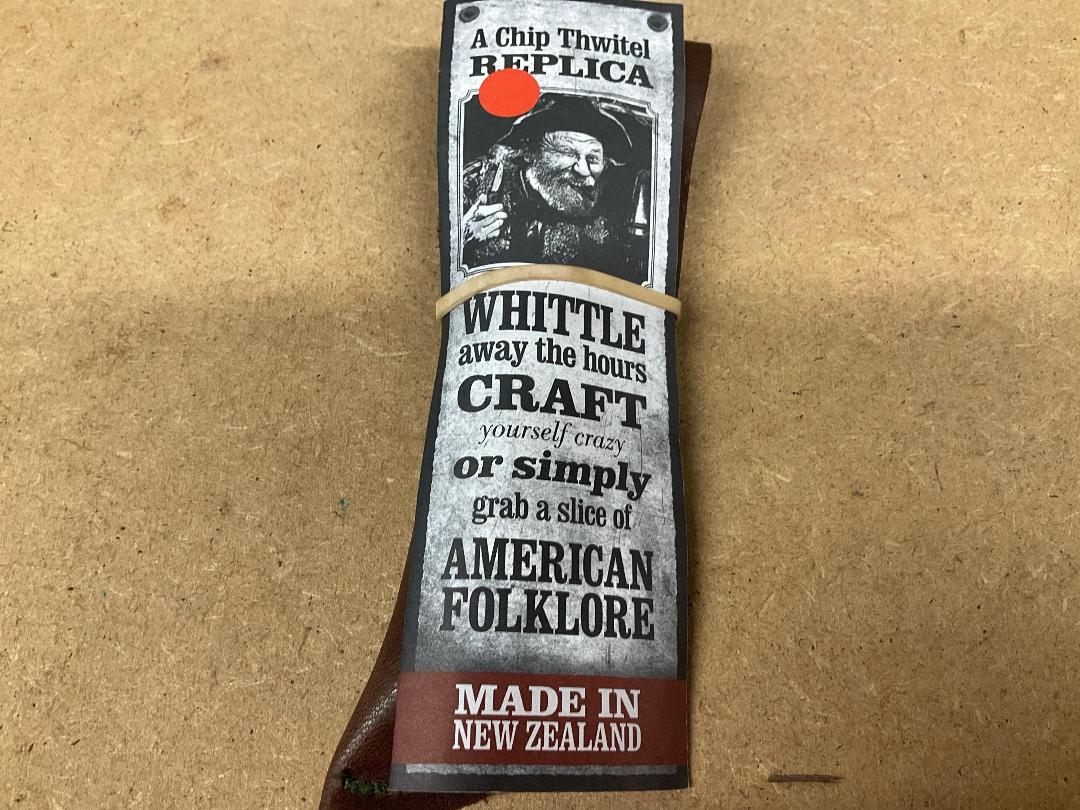 A Chip Thwitel
REPLICA
WHITTLE
away the hours
CRAFT
yourself crazy
or simply
grab a slice of
AMERICAN
FOLKLORE
MADE IN
NEW ZEALAND